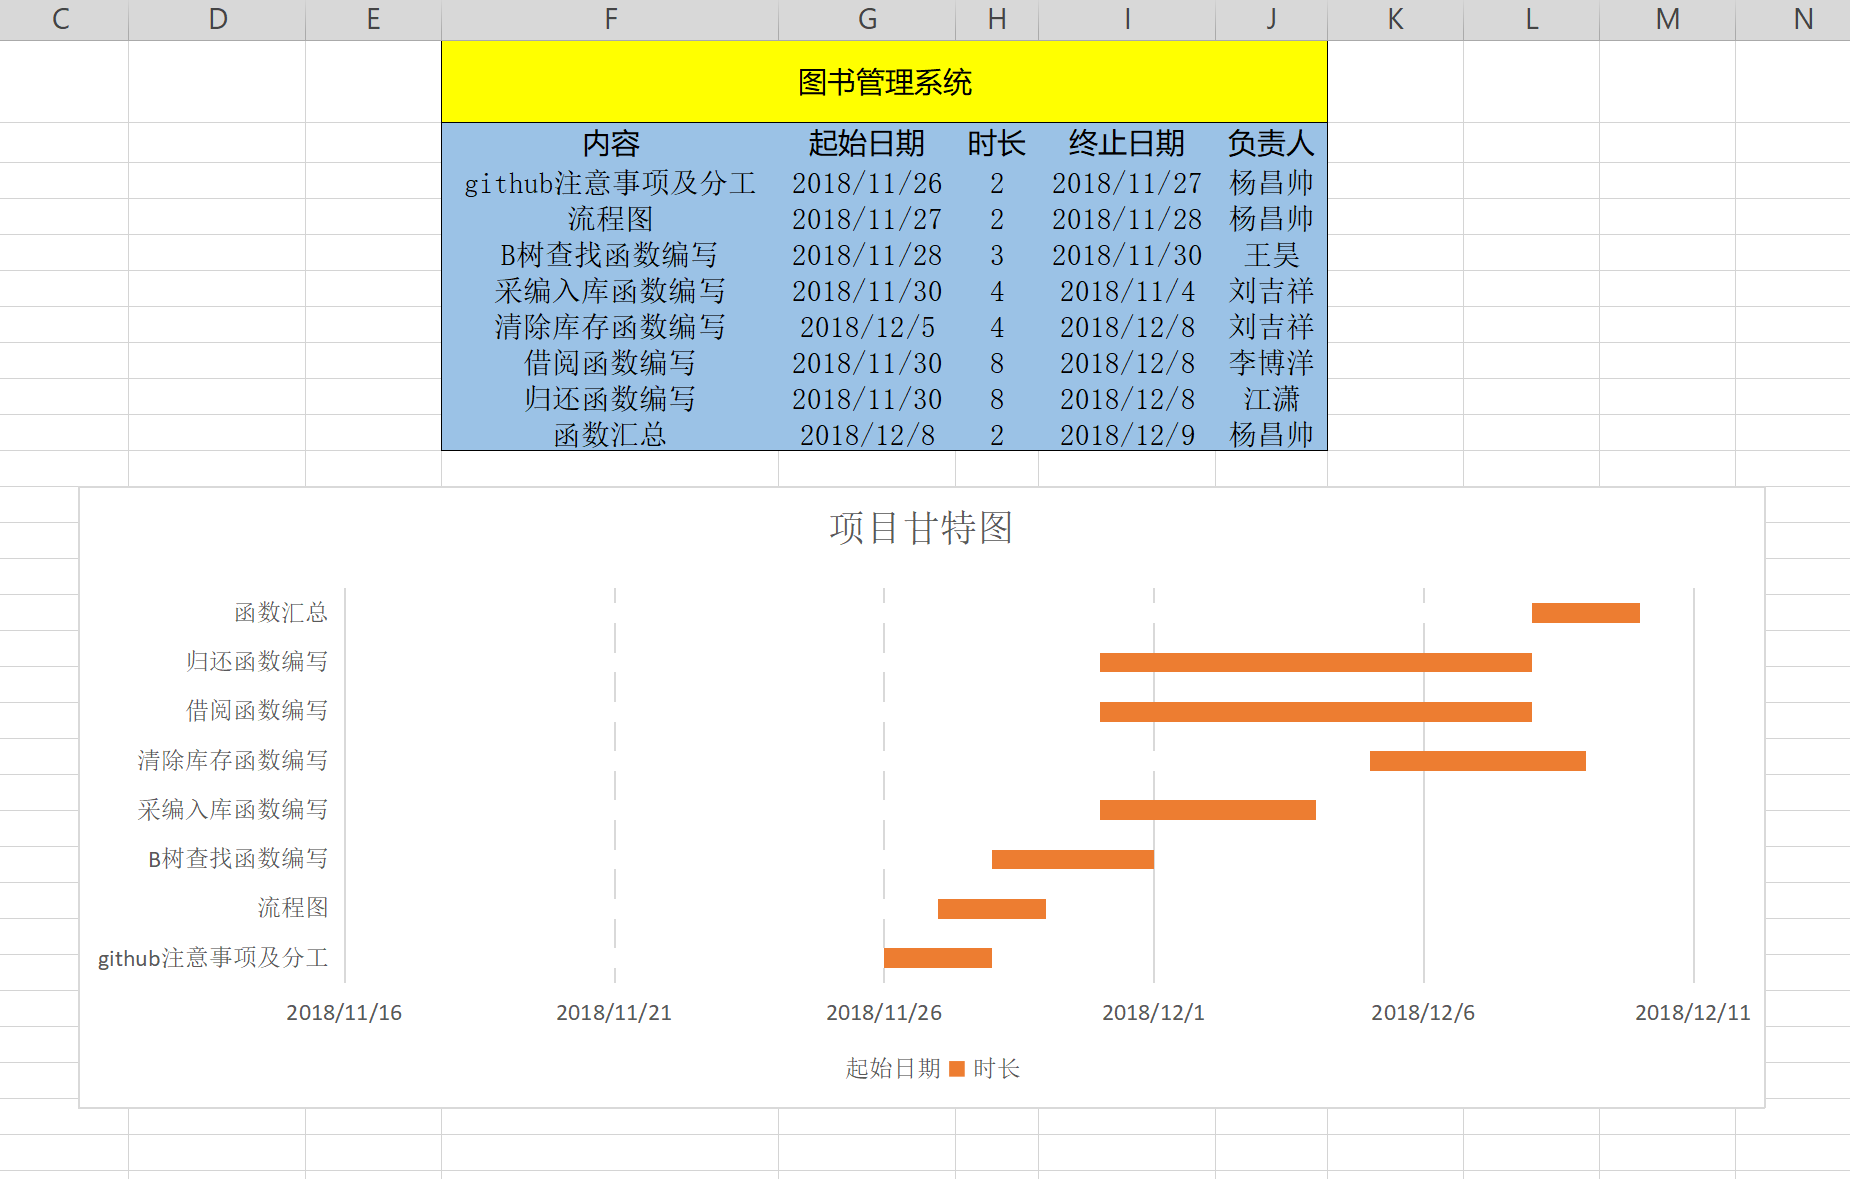 C D E F G H I J K L M N
图书管理系统
内容 起始日期 时长 终止日期 负责人
github注意事项及分工 2018/11/26 2 2018/11/27 杨昌帅
流程图 2018/11/27 2 2018/11/28 杨昌帅
B树查找函数编写 2018/11/28 3 2018/11/30 王昊
采编入库函数编写 2018/11/30 4 2018/11/4 刘吉祥
清除库存函数编写 2018/12/5 4 2018/12/8 刘吉祥
借阅函数编写 2018/11/30 8 2018/12/8 李博洋
归还函数编写 2018/11/30 8 2018/12/8 江潇
函数汇总 2018/12/8 2 2018/12/9 杨昌帅
项目甘特图
函数汇总
归还函数编写
借阅函数编写
清除库存函数编写
采编入库函数编写
B树查找函数编写
流程图
github注意事项及分工
2018/11/16 2018/11/21 2018/11/26 2018/12/1 2018/12/6 2018/12/11
起始日期 时长